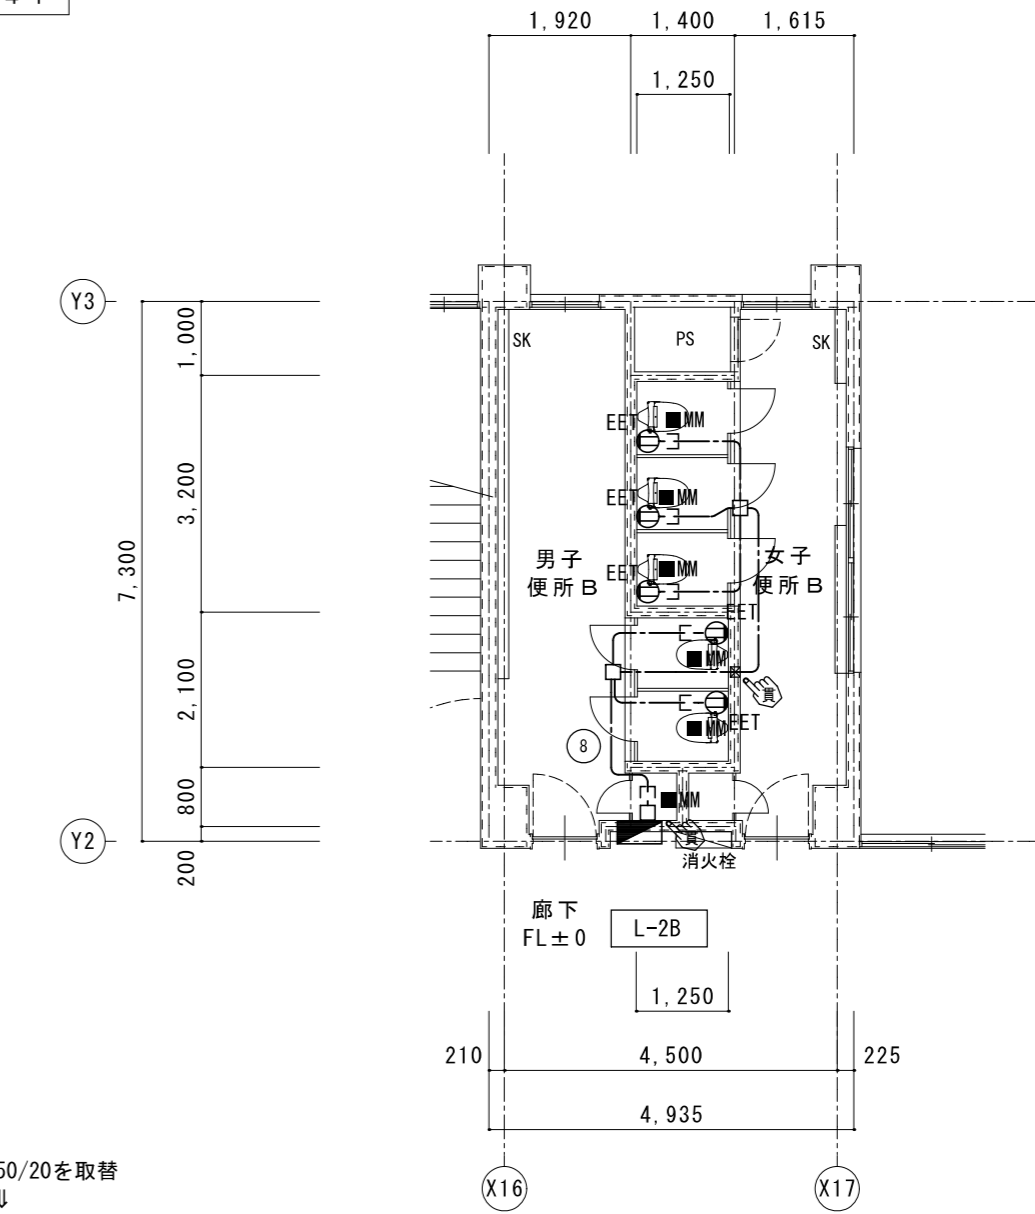 1,920 1,400 1,615
1,250
Y3
1,000
SK PS SK
EET MM
3,200
EET MM
7,300
男子
便所B
女子
便所B
EET MM
EET
MM
2,100
貫
MM EET
8
800
MM
Y2
貫
200
消火栓
廊下
FL±0
L-2B
1,250
210 4,500 225
4,935
50/20を取替
X16 X17